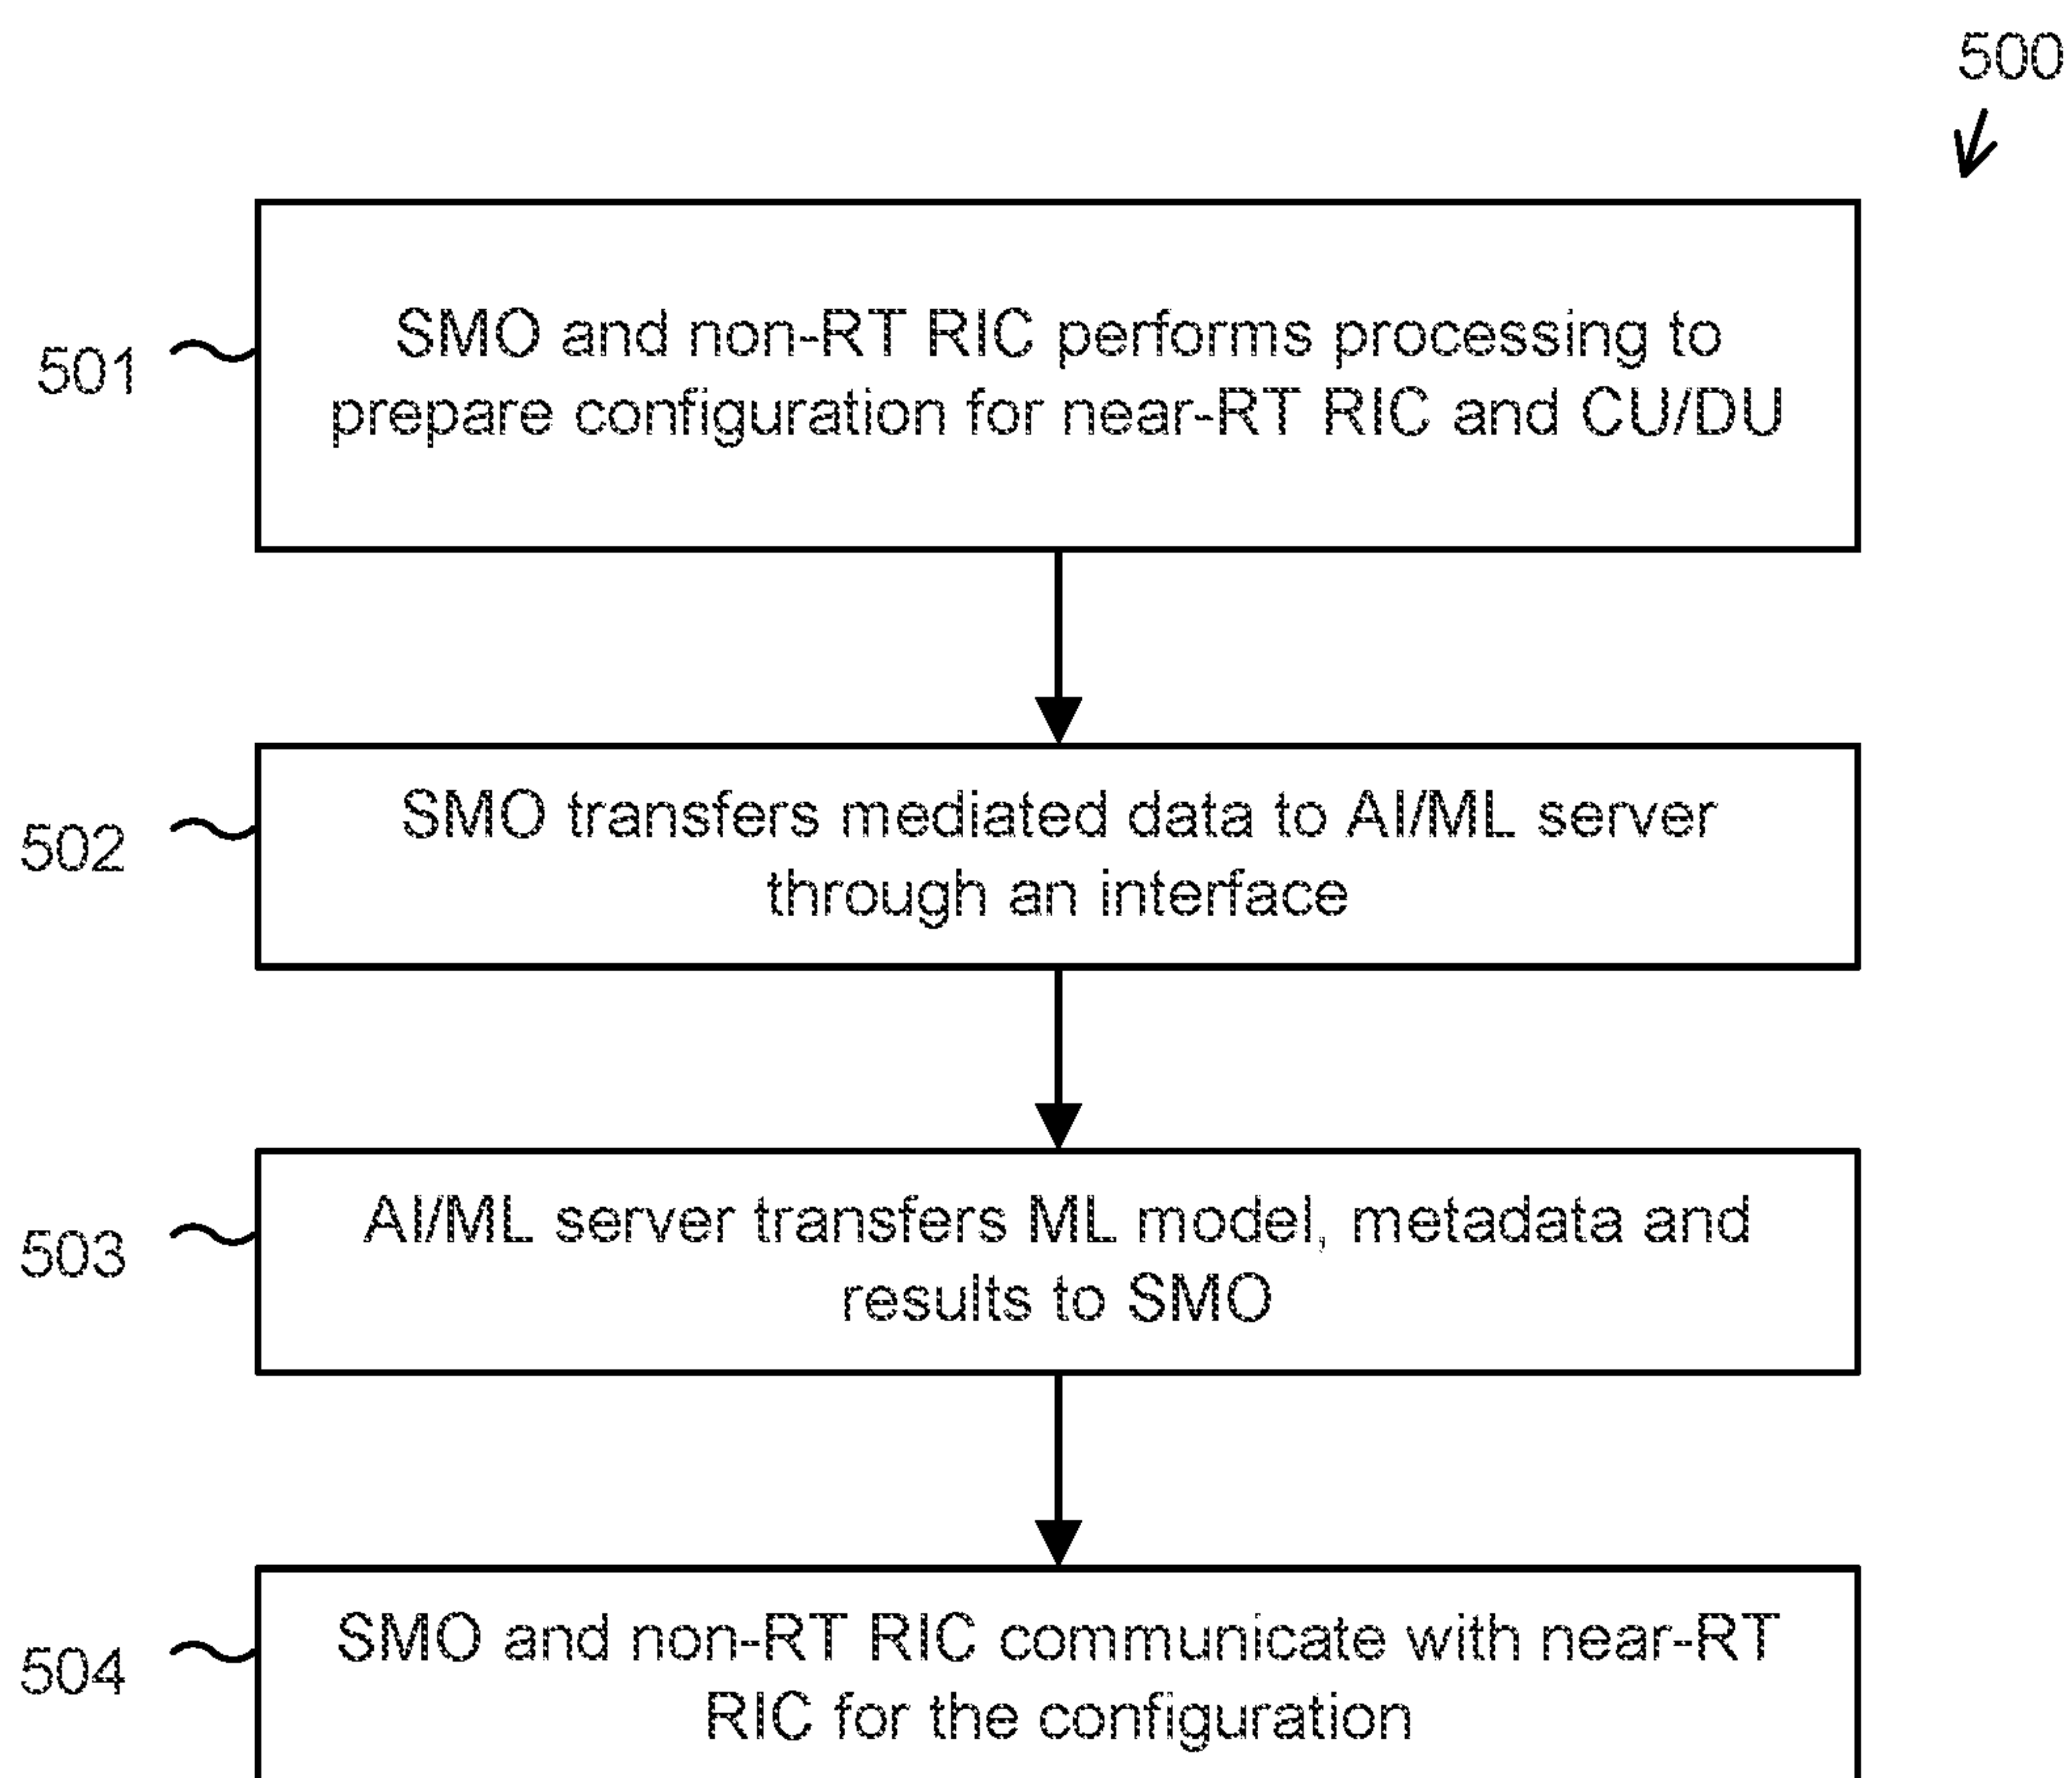 500
501
SMO and non-RT RIC performs processing to
prepare configuration for near-RT RIC and CU/DU
502
SMO transfers mediated data to AI/ML server
through an interface
503
AI/ML server transfers ML model, metadata and
results to SMO
504
SMO and non-RT RIC communicate with near-RT
RIC for the configuration